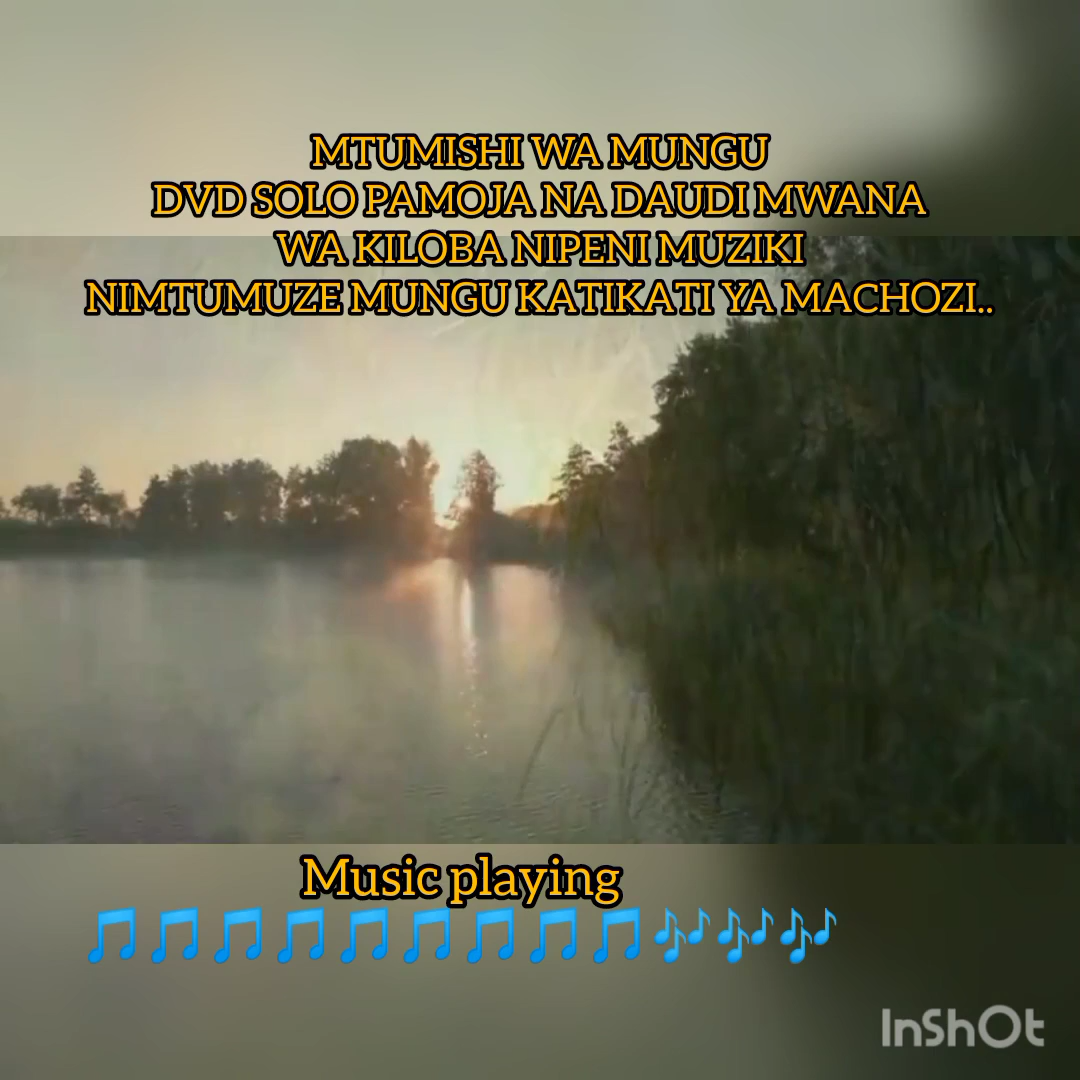 MTUMISHI WA MUNGU
DVD SOLO PAMOJA NA DAUDI MWANA
WA KILOBA NIPENI MUZIKI
NIMTUMUZE MUNGU KATIKATI YA MACHOZI..
Music playing
🎵🎵🎵🎵🎵🎵🎵🎵🎵🎶🎶🎶
InShOt